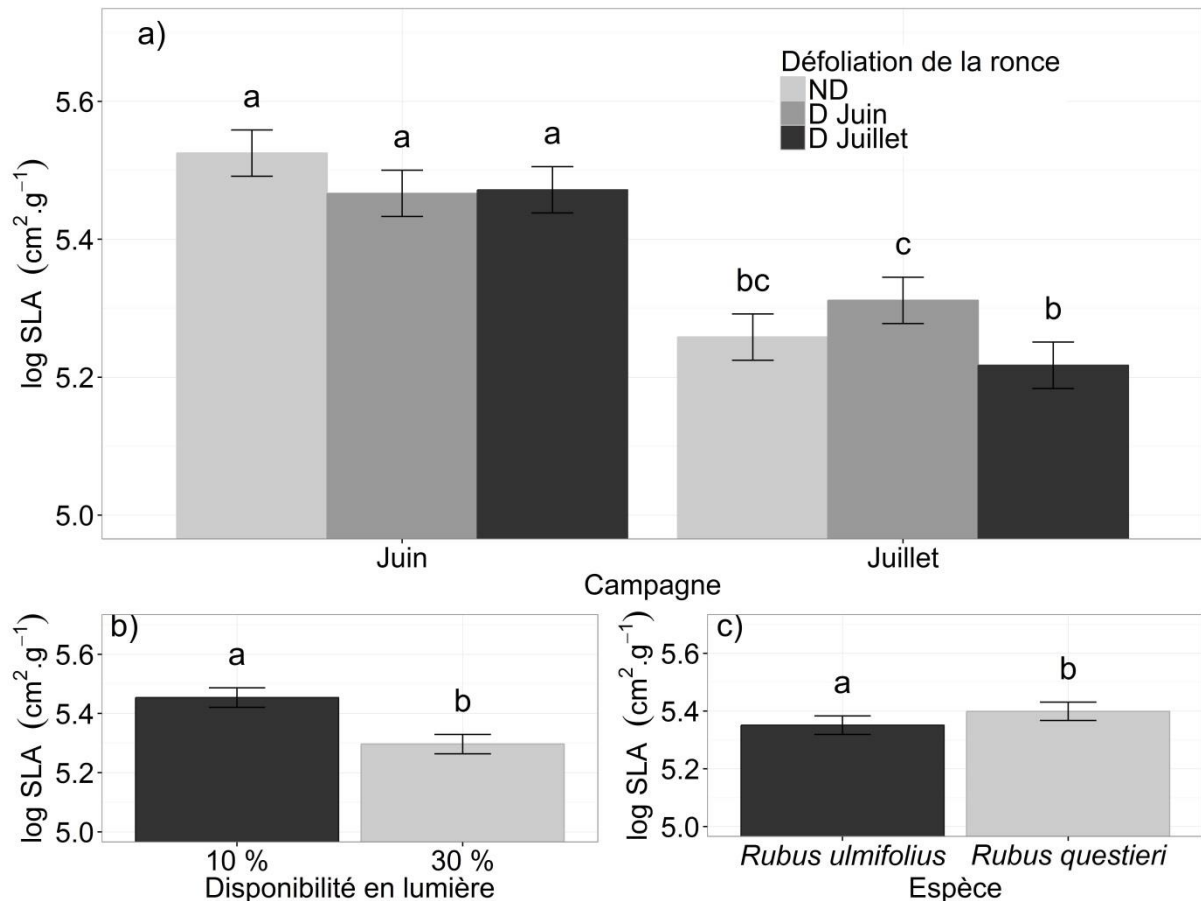 a)
Défoliation de la ronce
ND
D Juin
D Juillet
log SLA (cm².g⁻¹)
5.6
5.4
5.2
5.0
a
a
a
bc
c
b
Juin
Juillet
Campagne
b)
log SLA (cm².g⁻¹)
5.6
5.4
5.2
5.0
a
b
10 %
30 %
Disponibilité en lumière
c)
log SLA (cm².g⁻¹)
5.6
5.4
5.2
5.0
a
b
Rubus ulmifolius
Rubus questieri
Espèce